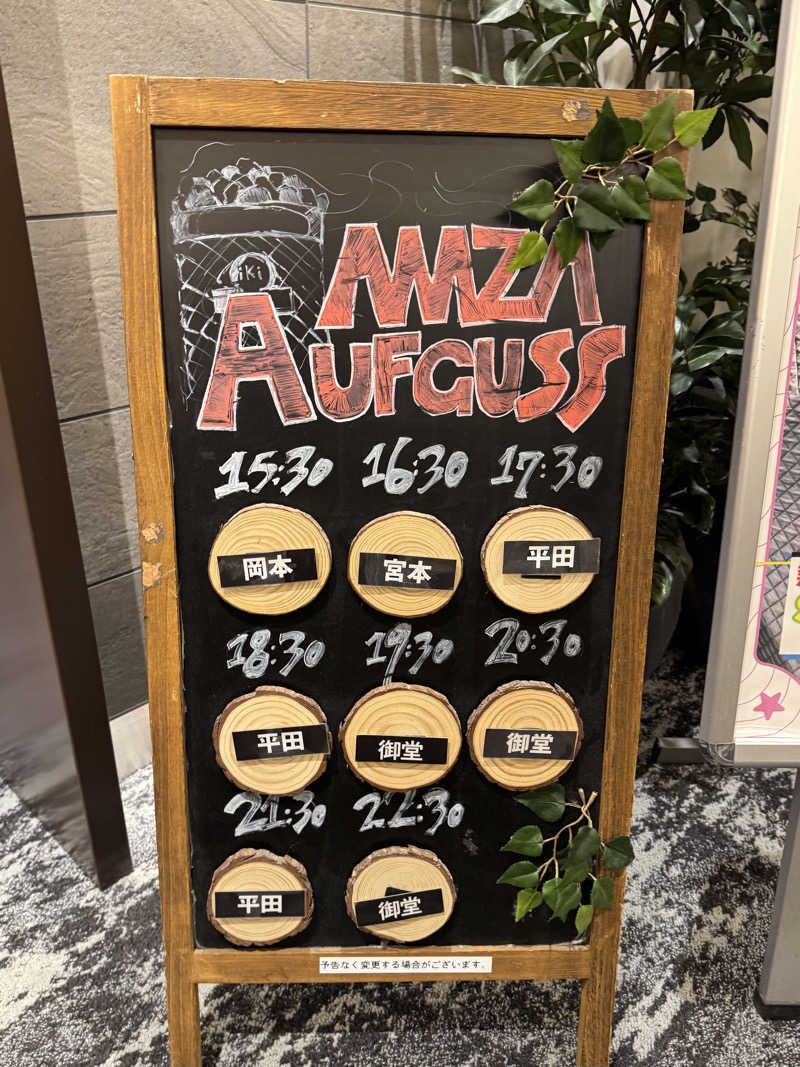 iKi
AMZA
AUFGUSS
15:30 16:30 17:30
岡本 宮本 平田
18:30 19:30 20:30
平田 御堂 御堂
21:30 22:30
平田 御堂
予告なく変更する場合がございます。